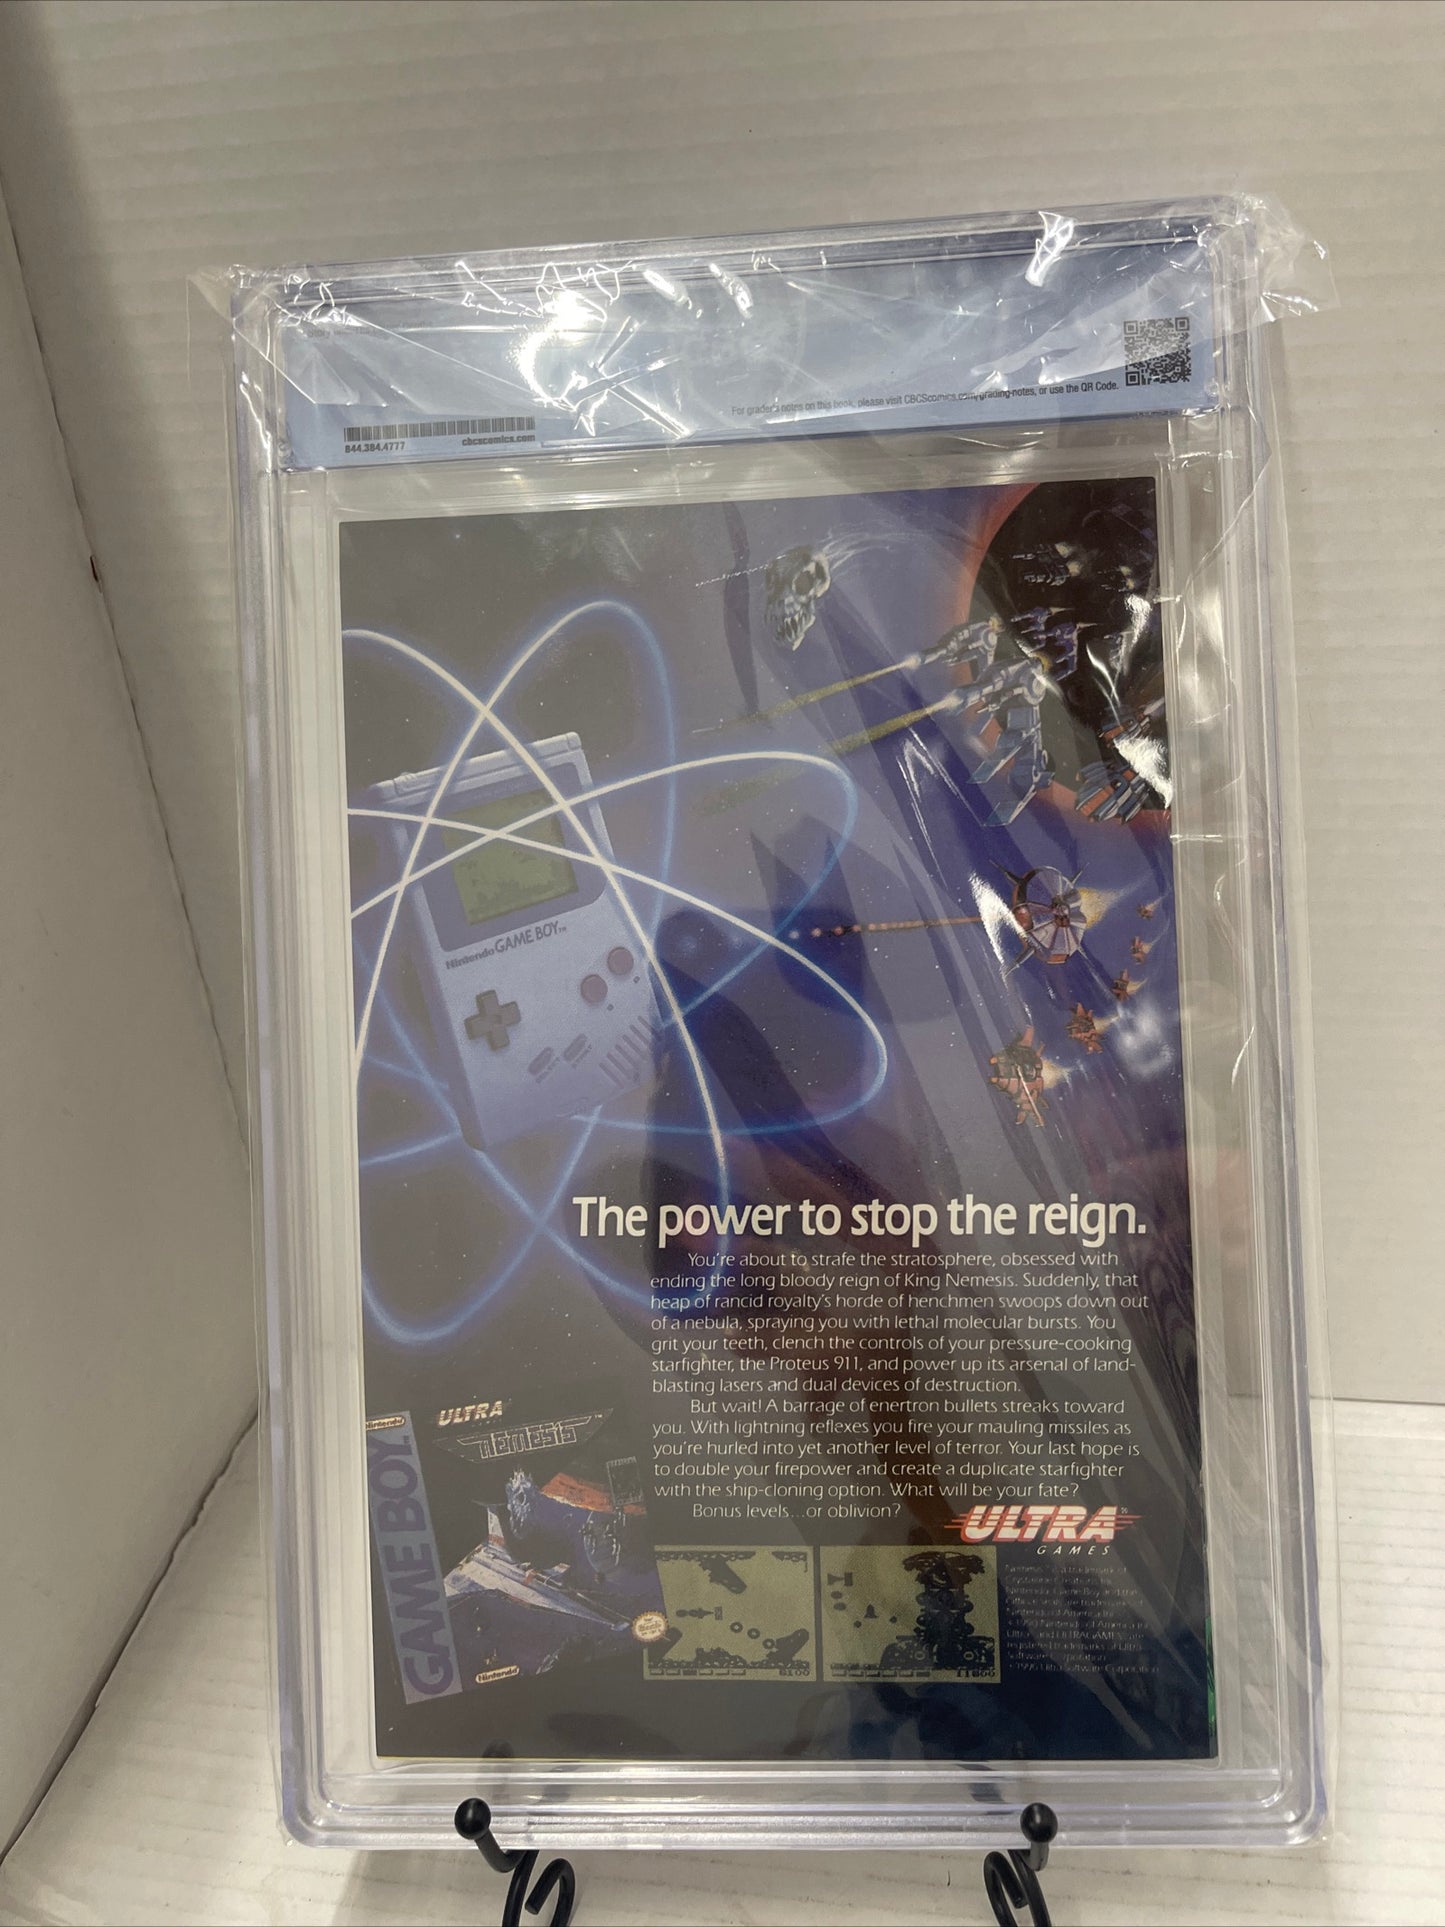 For grader's notes on this book, please visit CBCScomics.com/grading-notes, or use the QR Code.
844.384.4777
cbcscomics.com
Nintendo GAME BOY™
The power to stop the reign.
You're about to strafe the stratosphere, obsessed with
ending the long bloody reign of King Nemesis. Suddenly, that
heap of rancid royalty's horde of henchmen swoops down out
of a nebula, spraying you with lethal molecular bursts. You
grit your teeth, clench the controls of your pressure-cooking
starfighter, the Proteus 911, and power up its arsenal of land-
blasting lasers and dual devices of destruction.
But wait! A barrage of enertron bullets streaks toward
you. With lightning reflexes you fire your mauling missiles as
you're hurled into yet another level of terror. Your last hope is
to double your firepower and create a duplicate starfighter
with the ship-cloning option. What will be your fate?
Bonus levels...or oblivion?
ULTRA®
GAMES
Nintendo
GAME BOY™
ULTRA
NEMESIS™
Nintendo